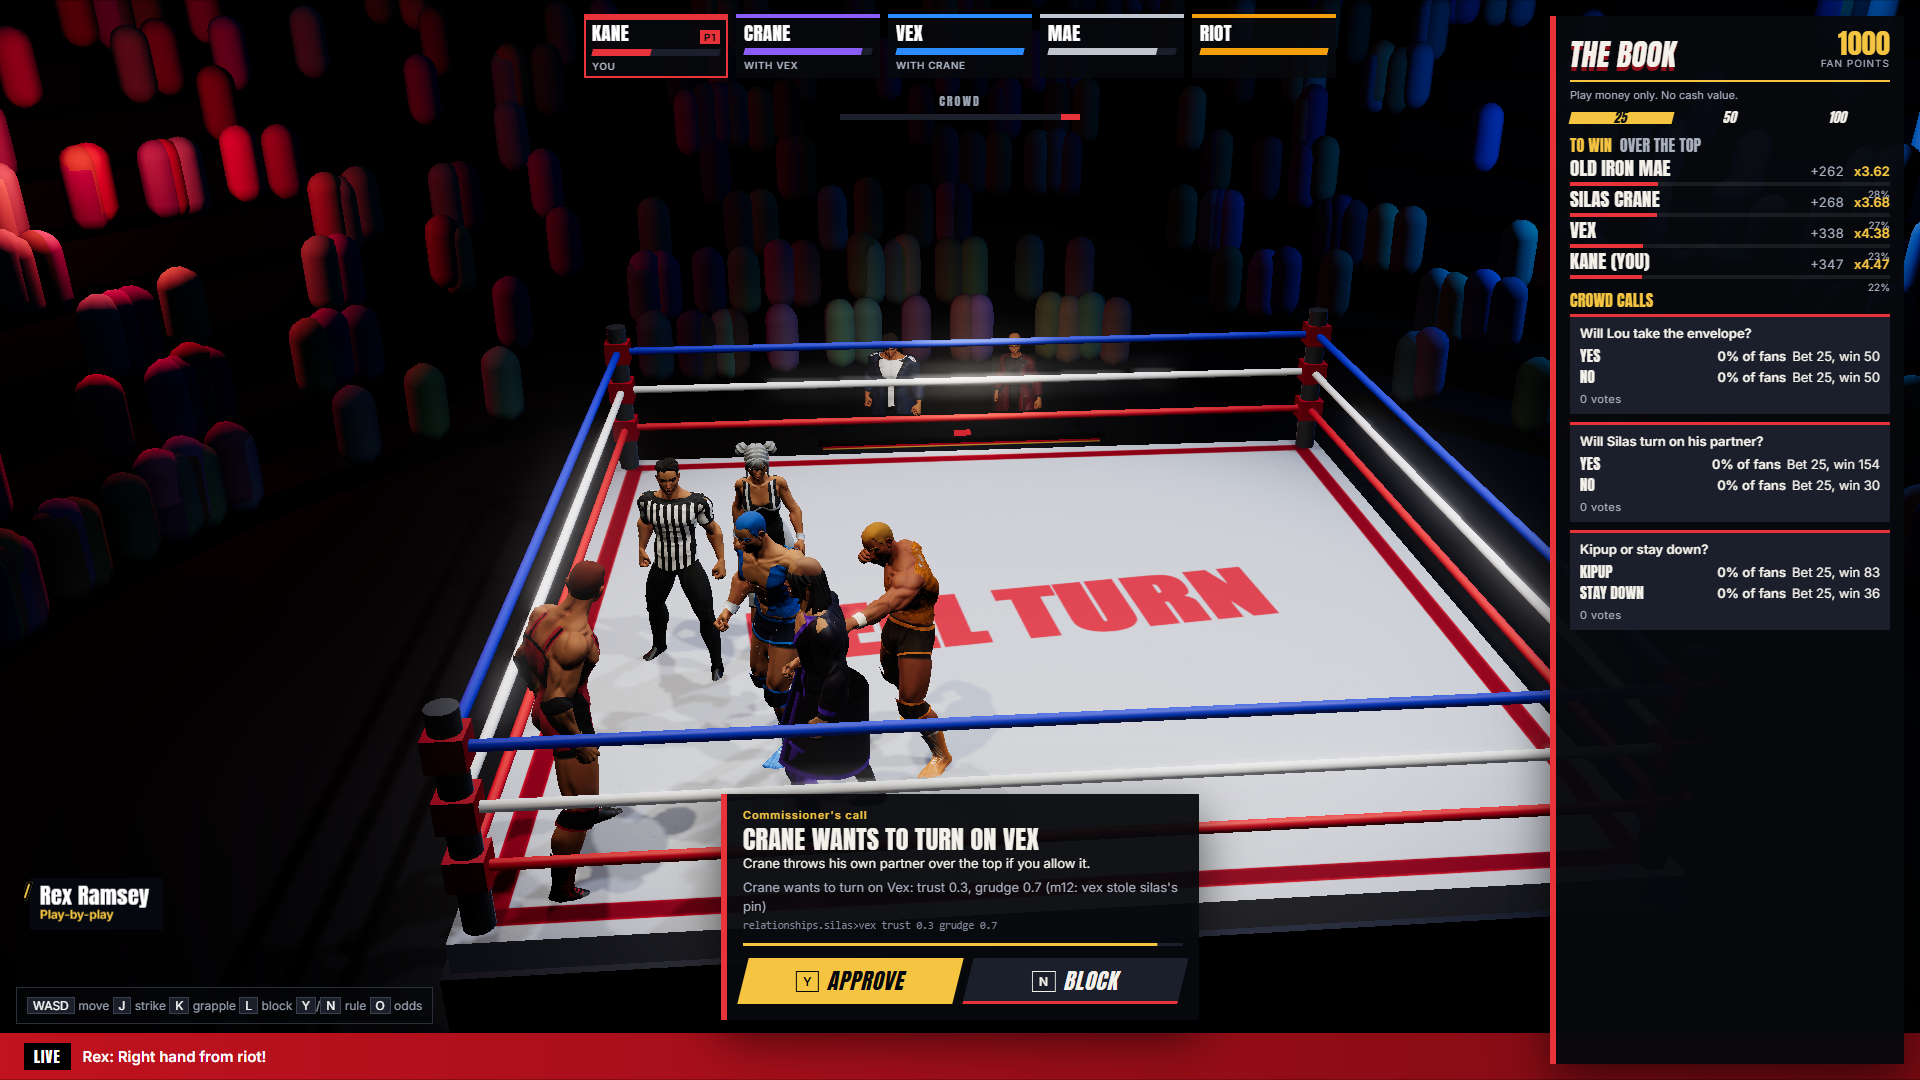 KANE
P1
YOU
CRANE
WITH VEX
VEX
WITH CRANE
MAE
RIOT
CROWD
THE BOOK
1000
FAN POINTS
Play money only. No cash value.
25 50 100
TO WIN OVER THE TOP
OLD IRON MAE +262 x3.62
28%
SILAS CRANE +268 x3.68
27%
VEX +338 x4.38
23%
KANE (YOU) +347 x4.47
22%
CROWD CALLS
Will Lou take the envelope?
YES 0% of fans Bet 25, win 50
NO 0% of fans Bet 25, win 50
0 votes
Will Silas turn on his partner?
YES 0% of fans Bet 25, win 154
NO 0% of fans Bet 25, win 30
0 votes
Kipup or stay down?
KIPUP 0% of fans Bet 25, win 83
STAY DOWN 0% of fans Bet 25, win 36
0 votes
TURN
Commissioner's call
CRANE WANTS TO TURN ON VEX
Crane throws his own partner over the top if you allow it.
Crane wants to turn on Vex: trust 0.3, grudge 0.7 (m12: vex stole silas's
pin)
relationships.silas>vex trust 0.3 grudge 0.7
Y APPROVE
N BLOCK
Rex Ramsey
Play-by-play
WASD move J strike K grapple L block Y/N rule O odds
LIVE Rex: Right hand from riot!